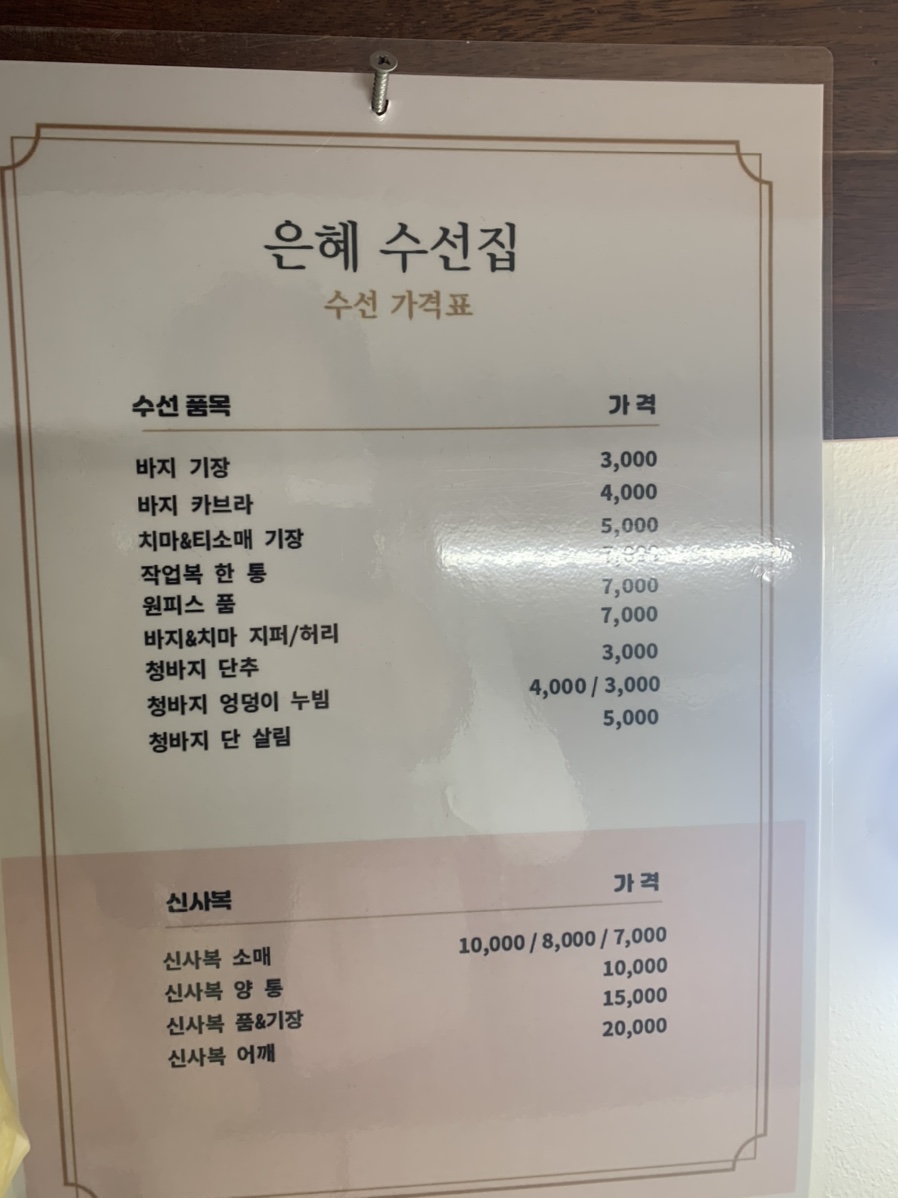 은혜 수선집
수선 가격표
수선 품목 가 격
바지 기장 3,000
바지 카브라 4,000
치마&티소매 기장 5,000
작업복 한 통
원피스 품 7,000
바지&치마 지퍼/허리 7,000
청바지 단추 3,000
청바지 엉덩이 누빔 4,000 / 3,000
청바지 단 살림 5,000
신사복 가 격
신사복 소매 10,000 / 8,000 / 7,000
신사복 양 통 10,000
신사복 품&기장 15,000
신사복 어깨 20,000